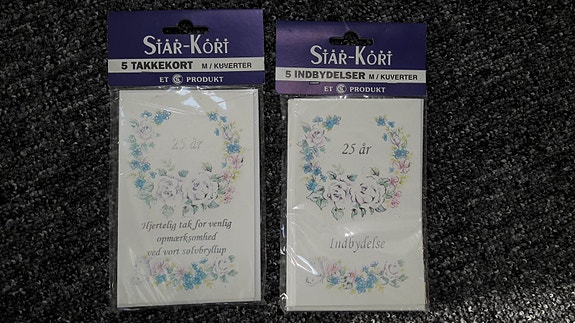 STAR-KORT
5 TAKKEKORT M / KUVERTER
ET PRODUKT
25 år
Hjertelig tak for venlig
opmærksomhed
ved vort sølvbryllup
STAR-KORT
5 INDBYDELSER M / KUVERTER
ET PRODUKT
25 år
Indbydelse